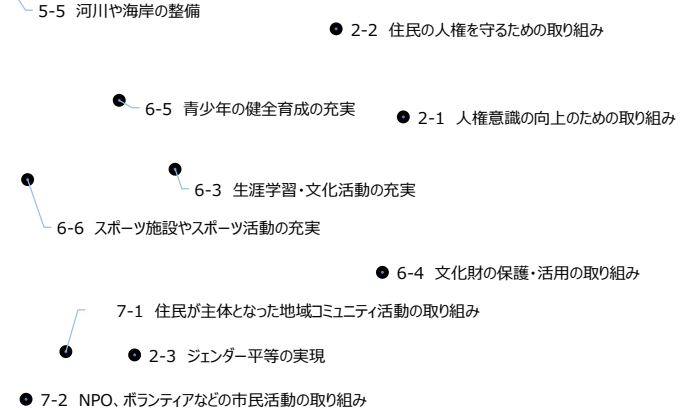 5-5 河川や海岸の整備
2-2 住民の人権を守るための取り組み
6-5 青少年の健全育成の充実
2-1 人権意識の向上のための取り組み
6-3 生涯学習・文化活動の充実
6-6 スポーツ施設やスポーツ活動の充実
6-4 文化財の保護・活用の取り組み
7-1 住民が主体となった地域コミュニティ活動の取り組み
2-3 ジェンダー平等の実現
7-2 NPO、ボランティアなどの市民活動の取り組み